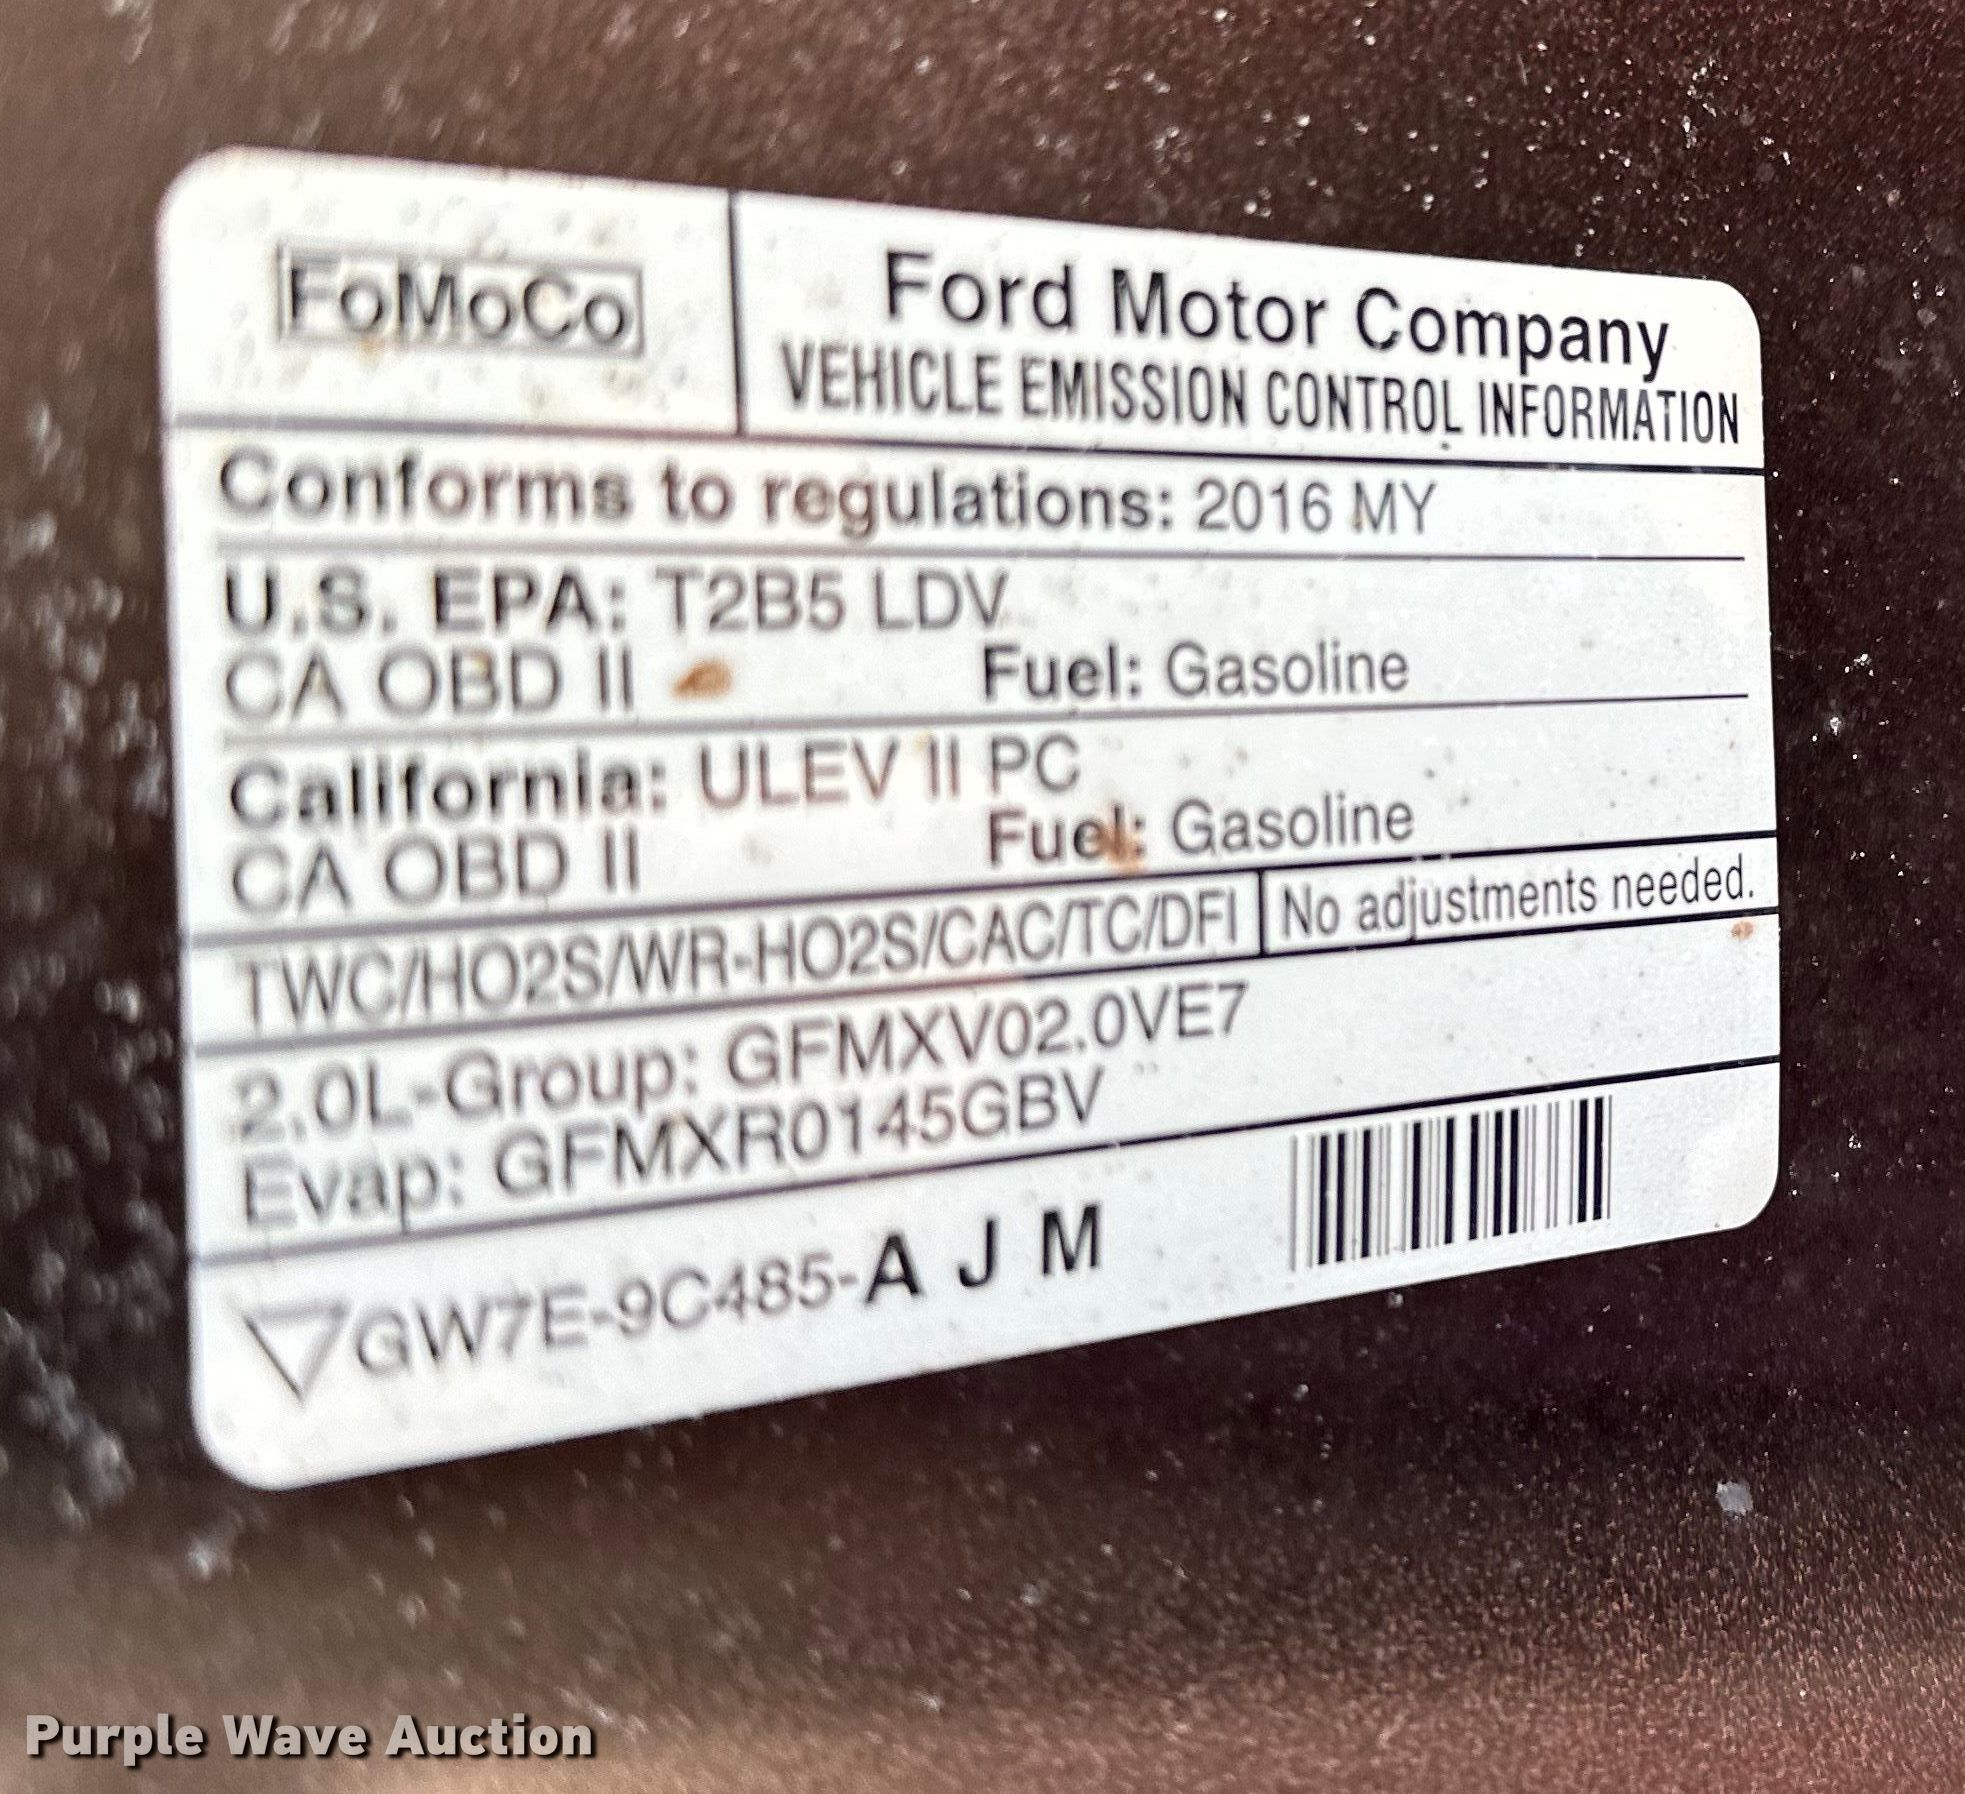 FoMoCo
Ford Motor Company
VEHICLE EMISSION CONTROL INFORMATION
Conforms to regulations: 2016 MY
U.S. EPA: T2B5 LDV
CA OBD II Fuel: Gasoline
California: ULEV II PC
CA OBD II Fuel: Gasoline
TWC/HO2S/WR-HO2S/CAC/TC/DFI No adjustments needed.
2.0L-Group: GFMXV02.0VE7
Evap: GFMXR0145GBV
GW7E-9C485-A J M
Purple Wave Auction